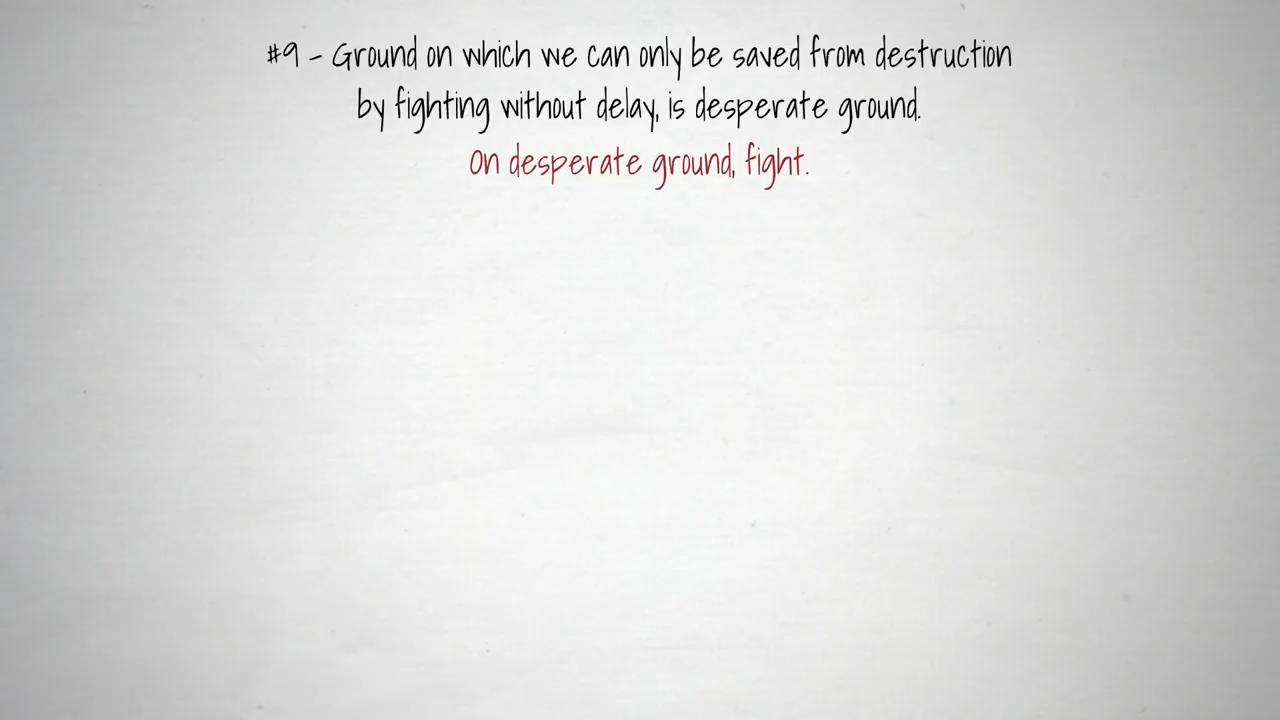 #9 - Ground on which we can only be saved from destruction
by fighting without delay, is desperate ground.
On desperate ground, fight.